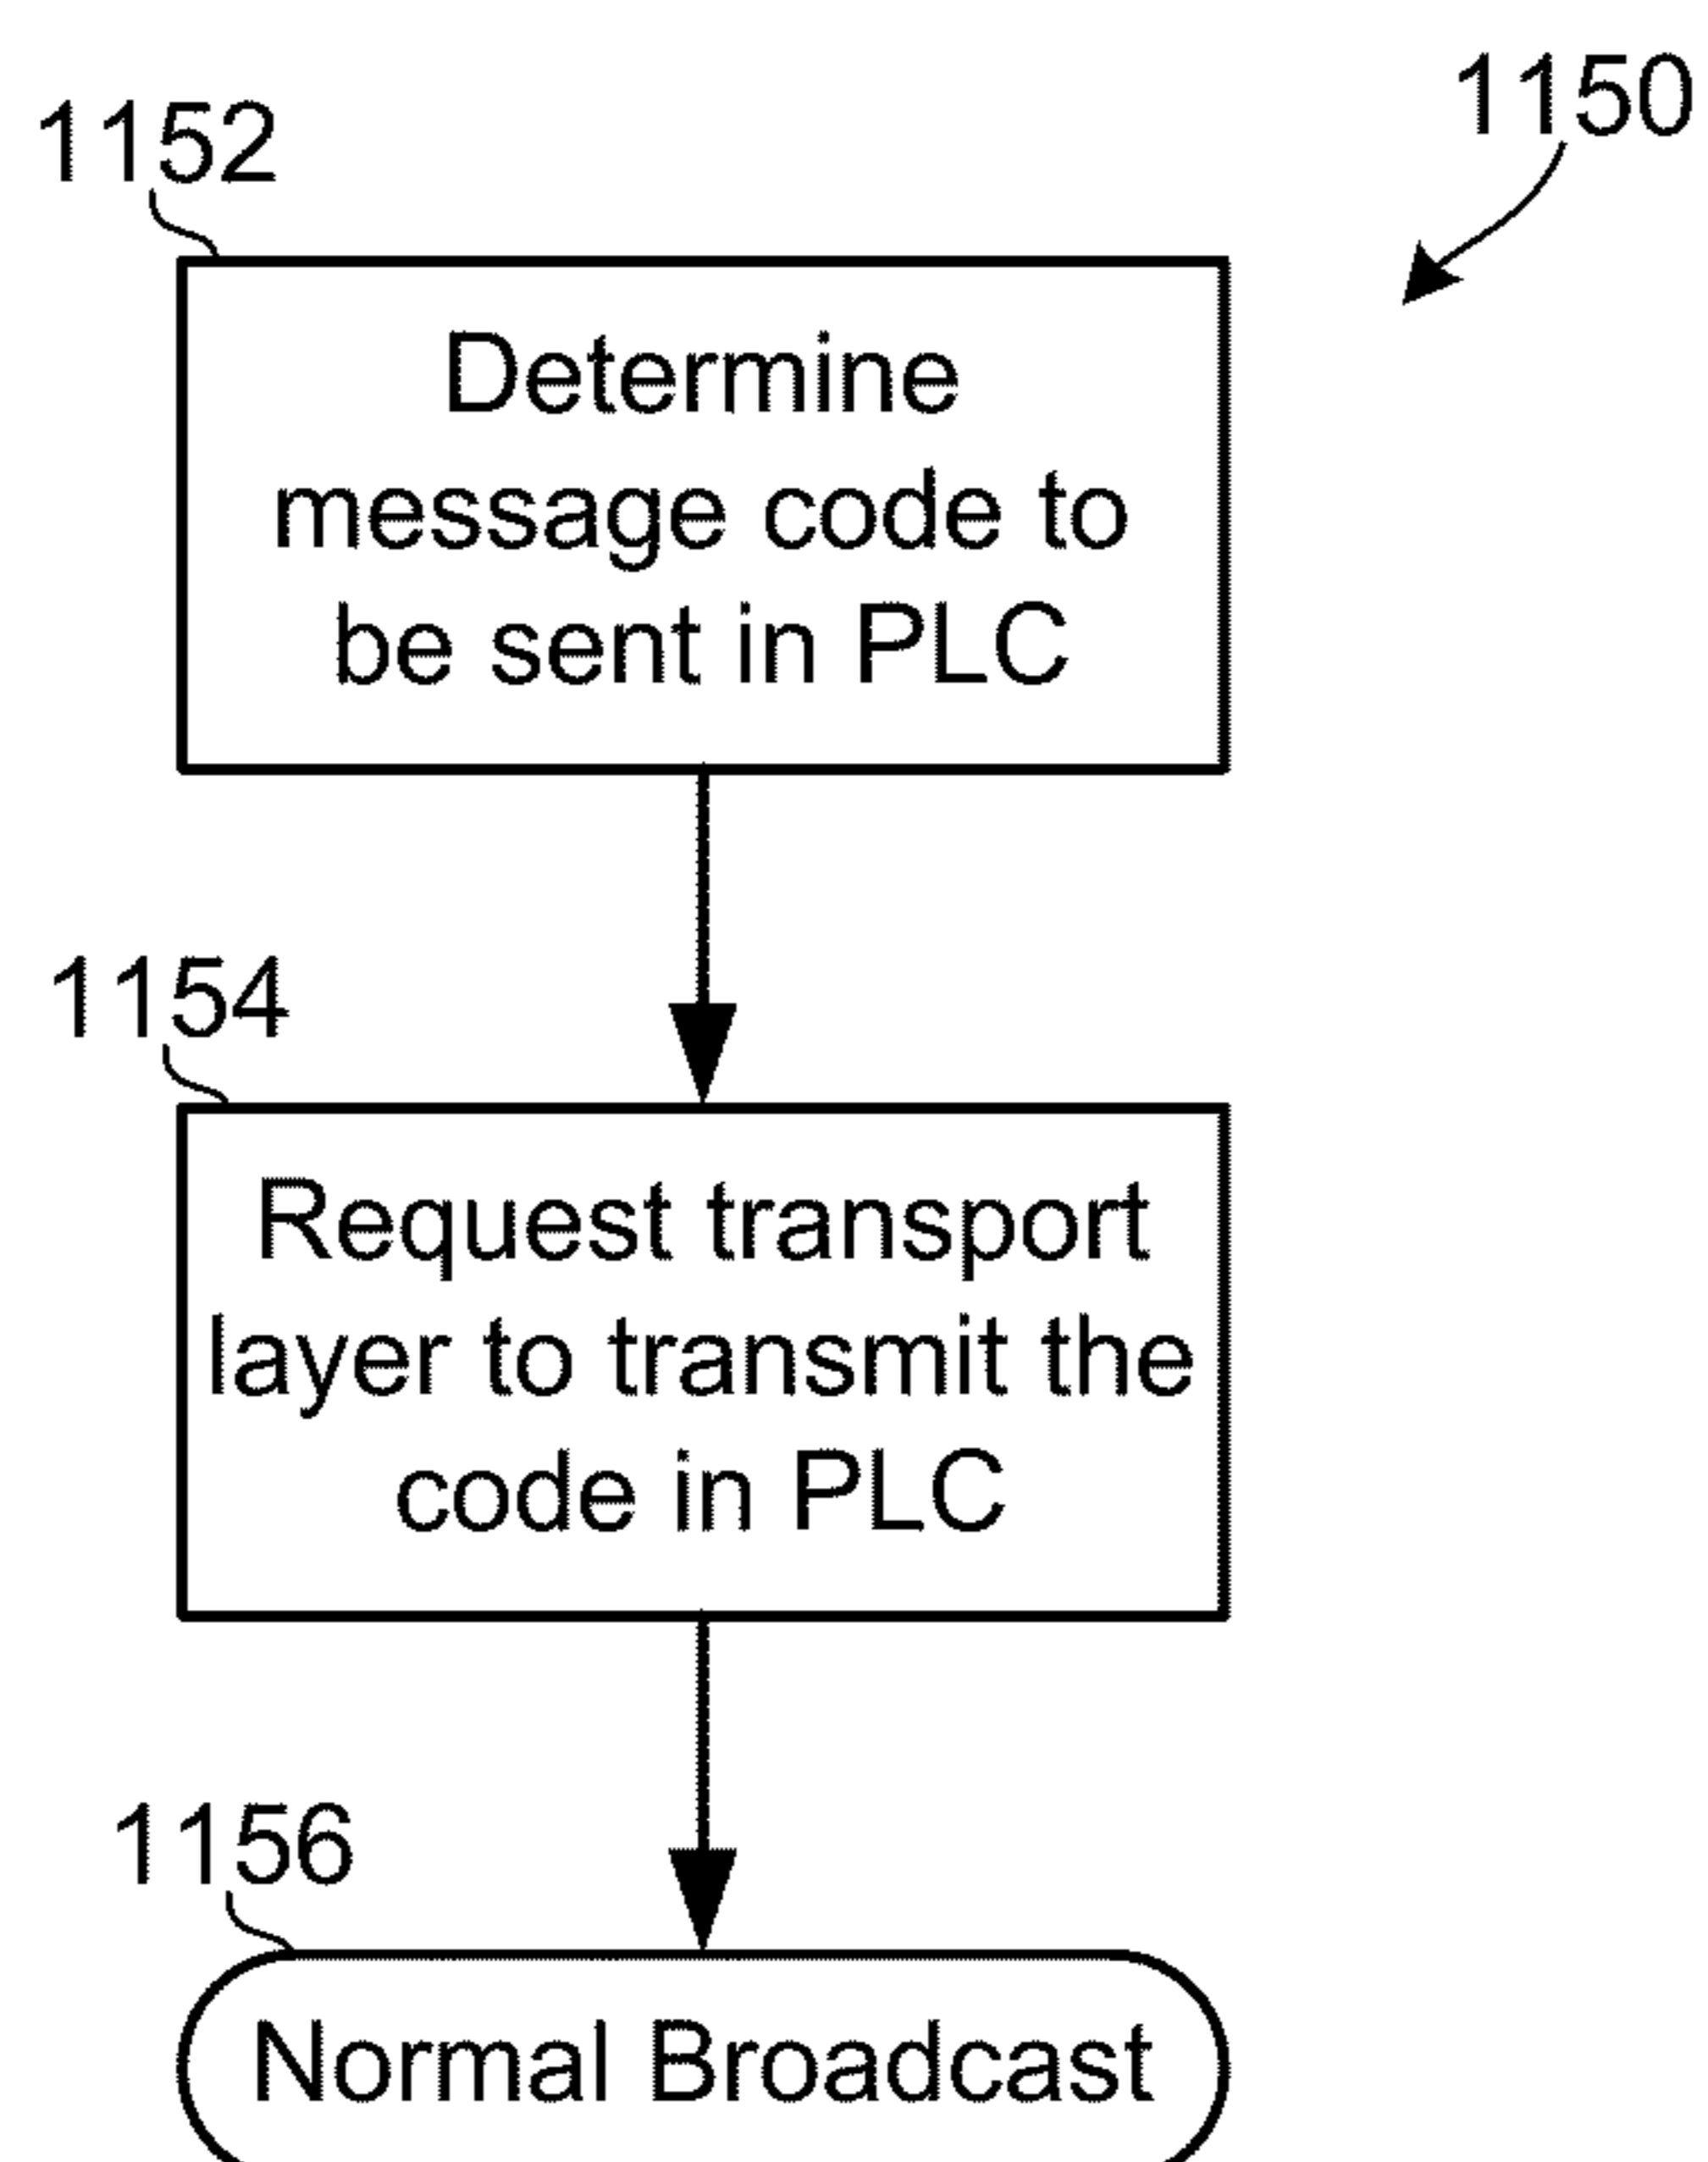 1150
1152
Determine
message code to
be sent in PLC
1154
Request transport
layer to transmit the
code in PLC
1156
Normal Broadcast